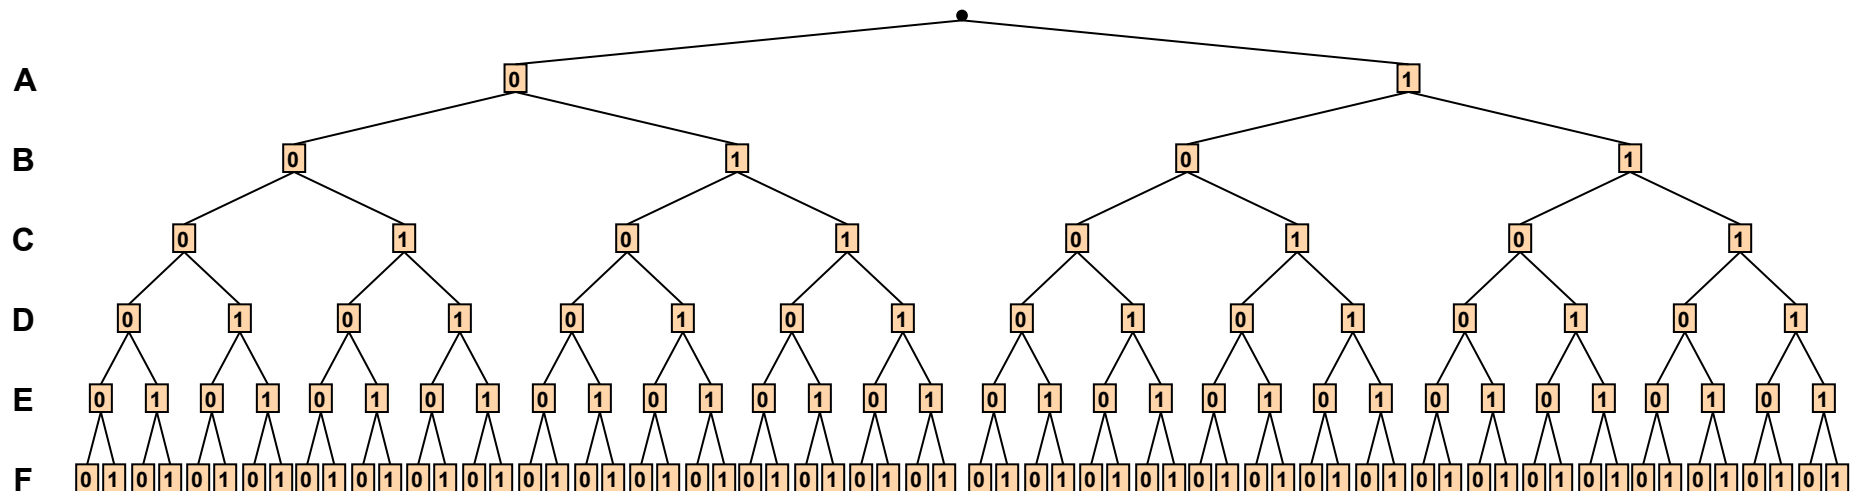 A 0 1
B 0 1 0 1
C 0 1 0 1 0 1 0 1
D 0 1 0 1 0 1 0 1 0 1 0 1 0 1 0 1
E 0 1 0 1 0 1 0 1 0 1 0 1 0 1 0 1 0 1 0 1 0 1 0 1 0 1 0 1 0 1 0 1
F 0 1 0 1 0 1 0 1 0 1 0 1 0 1 0 1 0 1 0 1 0 1 0 1 0 1 0 1 0 1 0 1 0 1 0 1 0 1 0 1 0 1 0 1 0 1 0 1 0 1 0 1 0 1 0 1 0 1 0 1 0 1 0 1